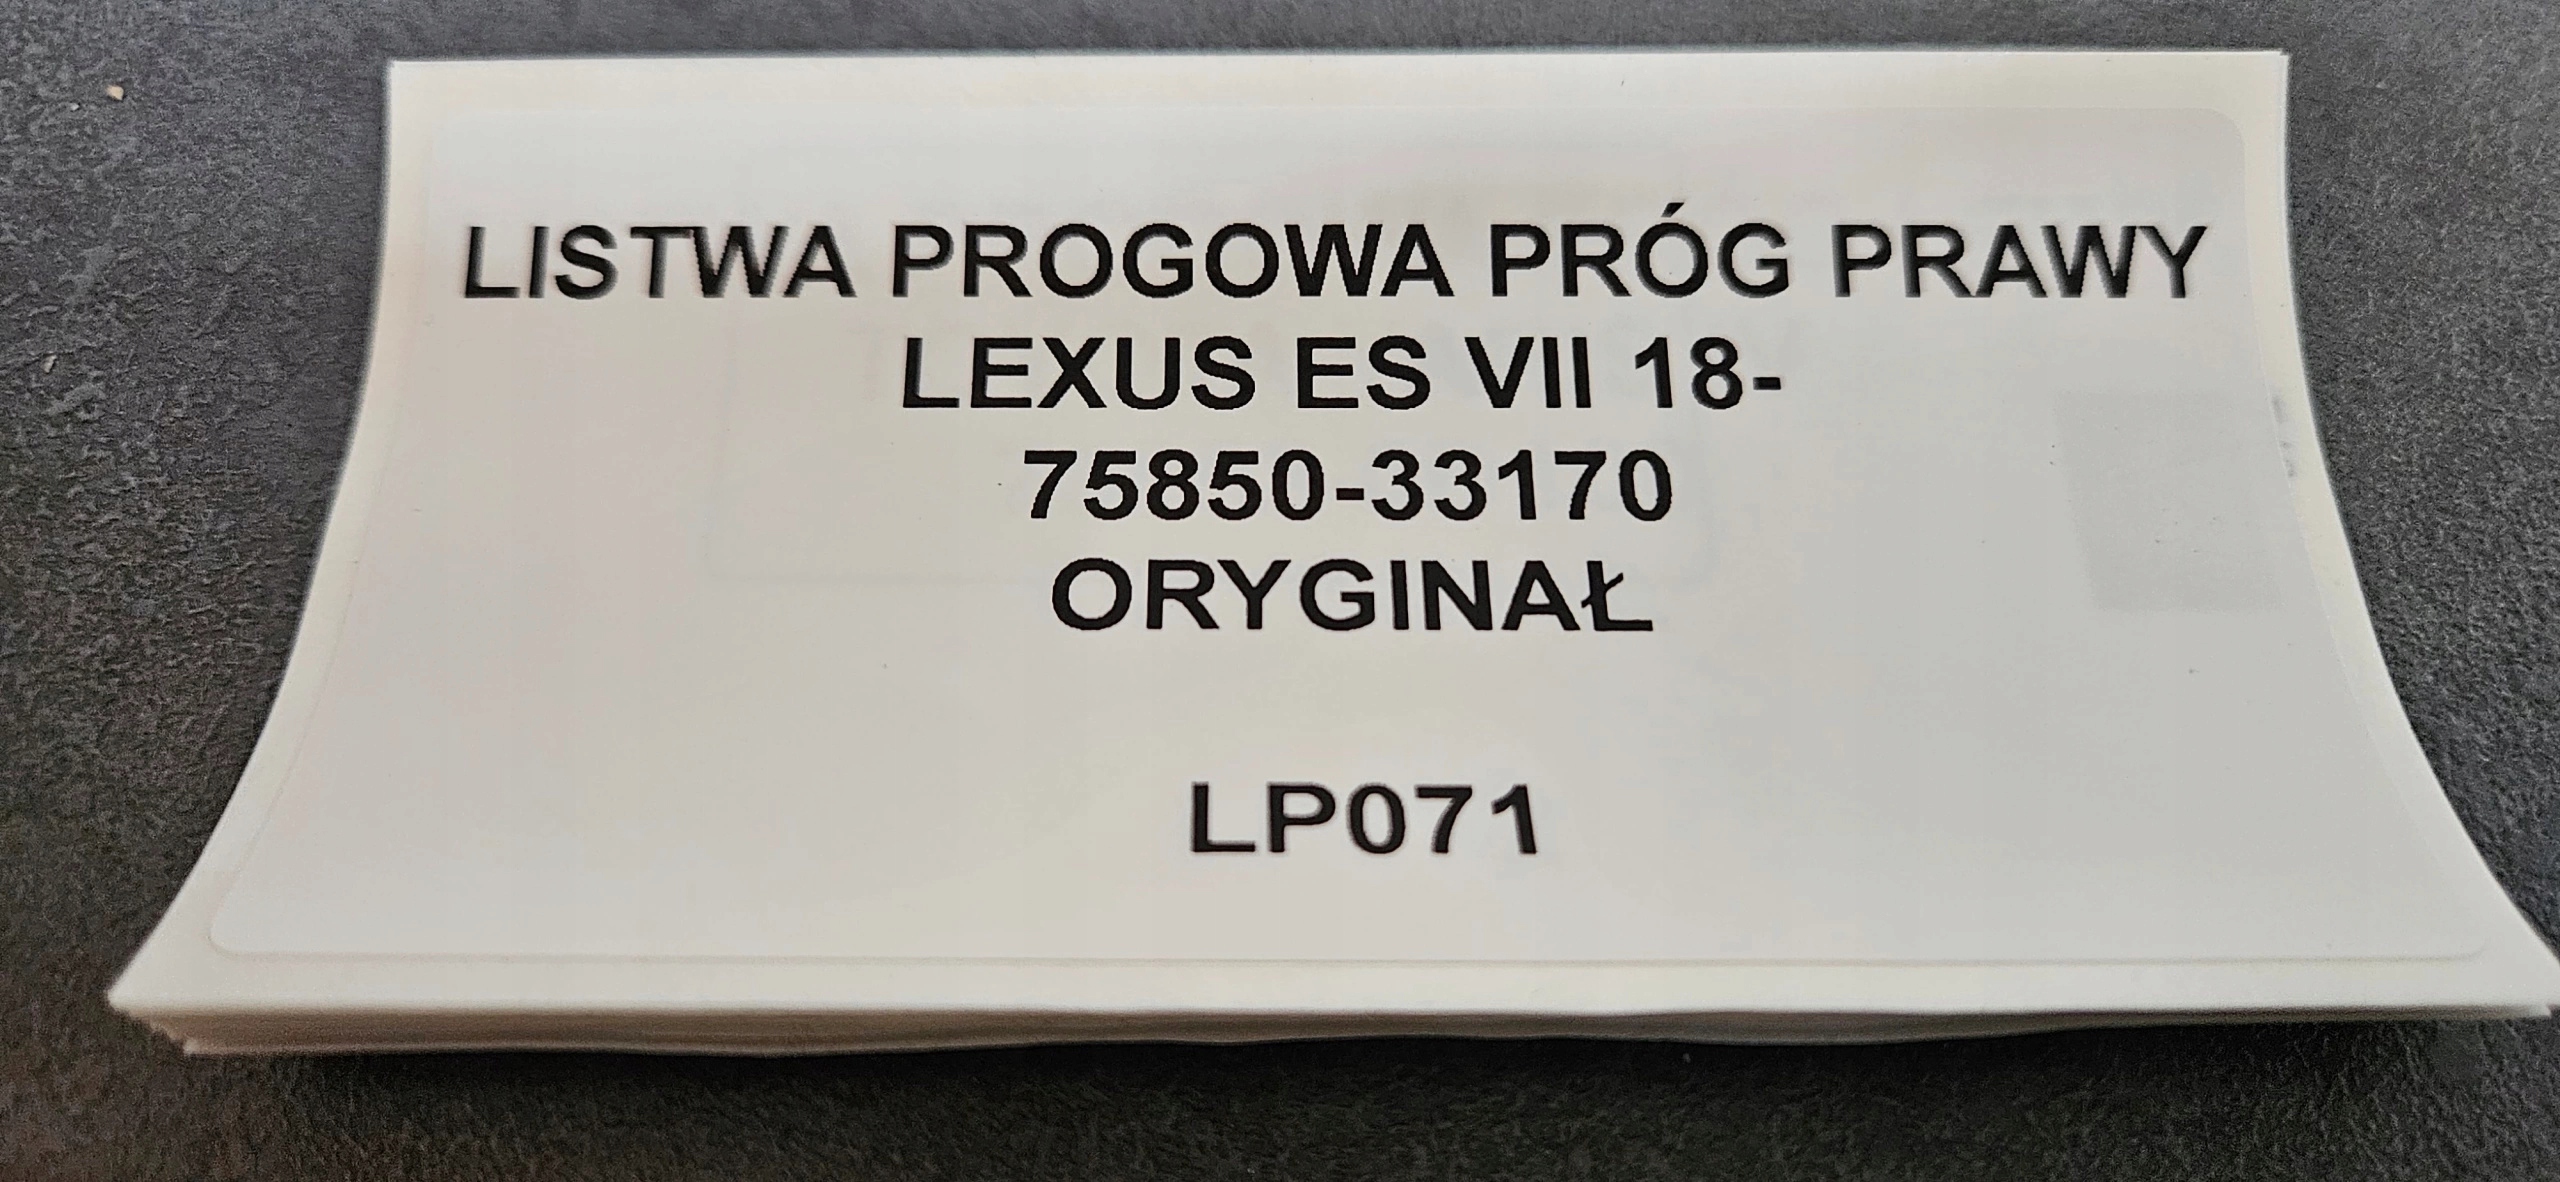 LISTWA PROGOWA PRÓG PRAWY
LEXUS ES VII 18-
75850-33170
ORYGINAŁ
LP071